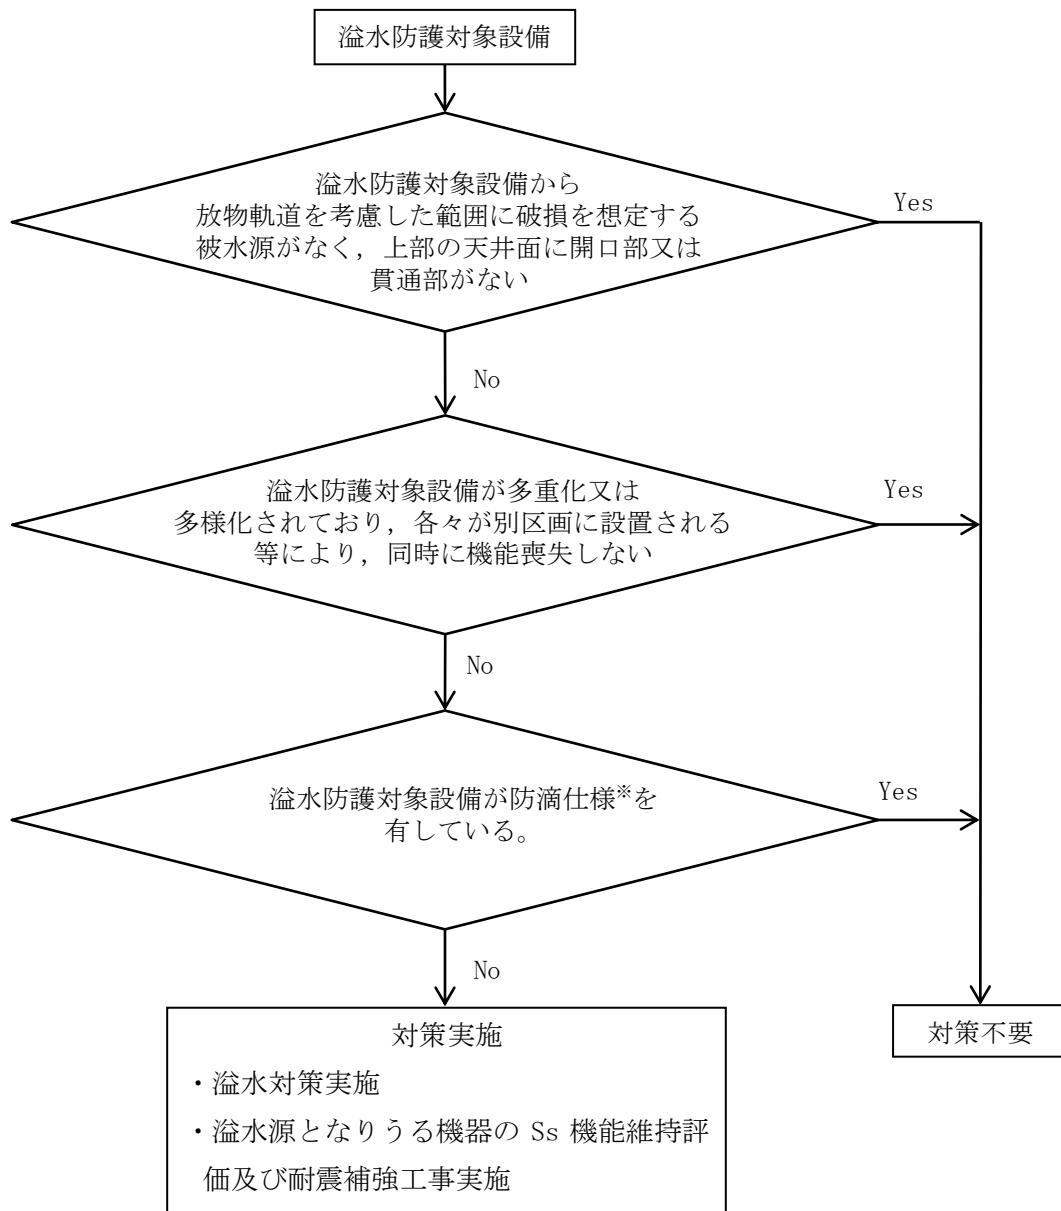 溢水防護対象設備
溢水防護対象設備から
放物軌道を考慮した範囲に破損を想定する
被水源がなく，上部の天井面に開口部又は
貫通部がない
Yes
No
溢水防護対象設備が多重化又は
多様化されており，各々が別区画に設置される
等により，同時に機能喪失しない
Yes
No
溢水防護対象設備が防滴仕様※を
有している。
Yes
No
対策実施
・溢水対策実施
・溢水源となりうる機器の Ss 機能維持評
価及び耐震補強工事実施
対策不要